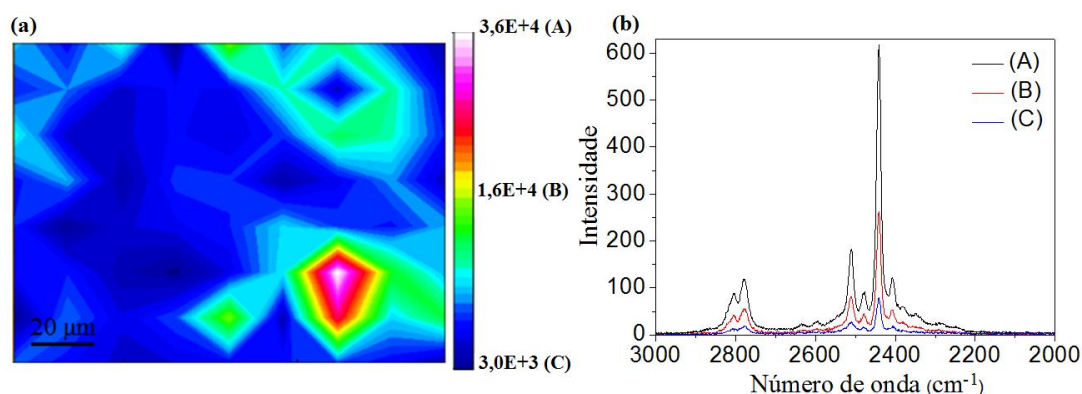 (a)
3,6E+4 (A)
1,6E+4 (B)
3,0E+3 (C)
20 µm
(b)
600
500
400
300
200
100
0
Intensidade
(A)
(B)
(C)
3000 2800 2600 2400 2200 2000
Número de onda (cm⁻¹)